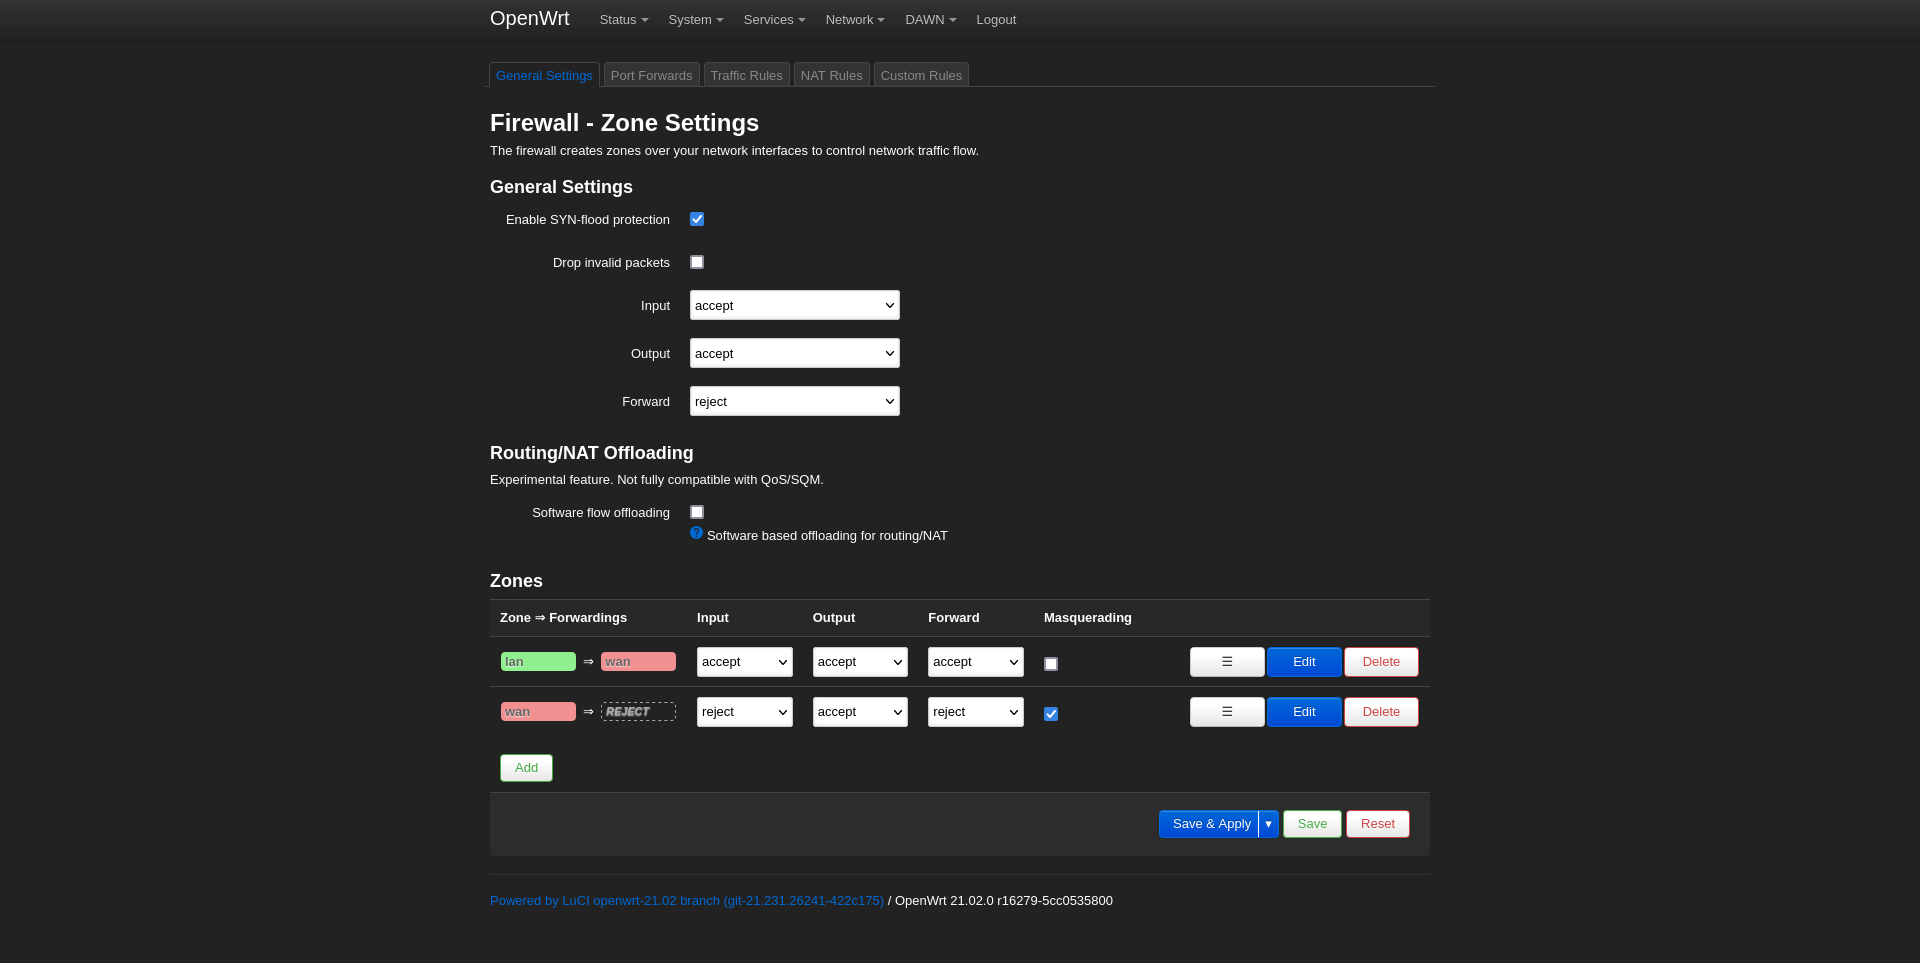 OpenWrt Status System Services Network DAWN Logout
General Settings Port Forwards Traffic Rules NAT Rules Custom Rules
Firewall - Zone Settings
The firewall creates zones over your network interfaces to control network traffic flow.
General Settings
Enable SYN-flood protection
Drop invalid packets
Input accept
Output accept
Forward reject
Routing/NAT Offloading
Experimental feature. Not fully compatible with QoS/SQM.
Software flow offloading
? Software based offloading for routing/NAT
Zones
Zone ⇒ Forwardings Input Output Forward Masquerading
lan ⇒ wan accept accept accept ☰ Edit Delete
wan ⇒ REJECT reject accept reject ☰ Edit Delete
Add
Save & Apply ▾ Save Reset
Powered by LuCI openwrt-21.02 branch (git-21.231.26241-422c175) / OpenWrt 21.02.0 r16279-5cc0535800